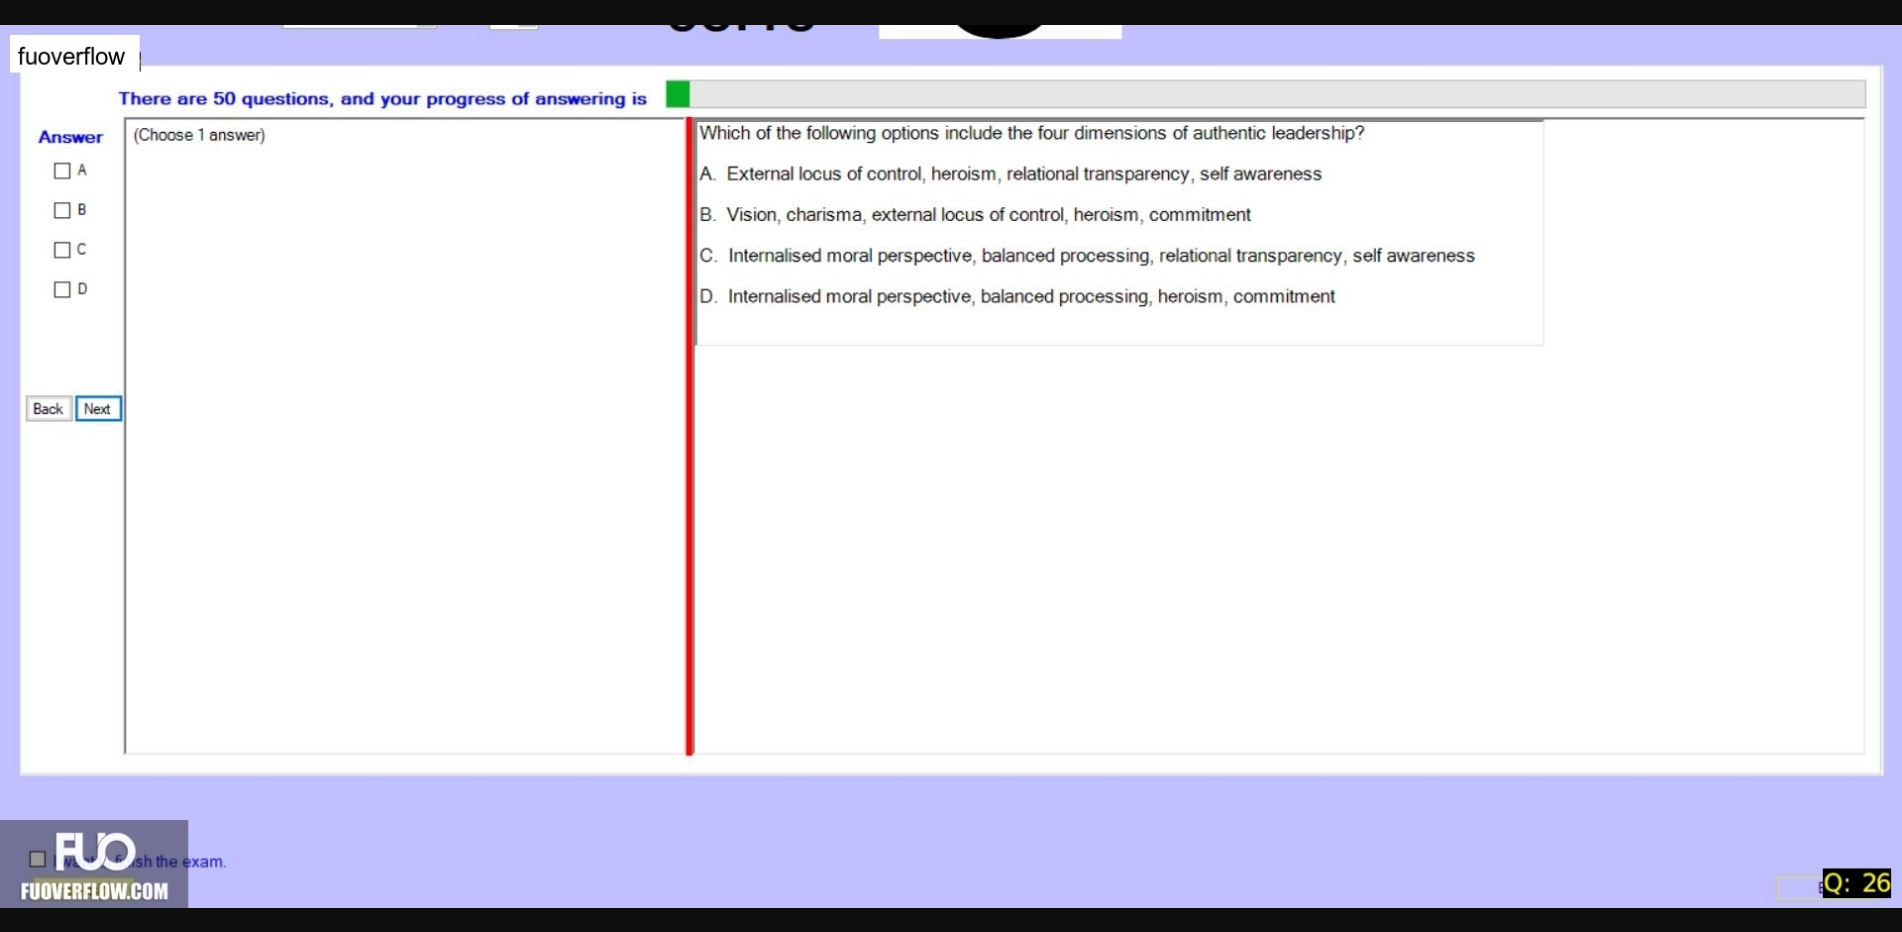 fuoverflow
There are 50 questions, and your progress of answering is
Answer
(Choose 1 answer)
A
B
C
D
Back Next
Which of the following options include the four dimensions of authentic leadership?
A. External locus of control, heroism, relational transparency, self awareness
B. Vision, charisma, external locus of control, heroism, commitment
C. Internalised moral perspective, balanced processing, relational transparency, self awareness
D. Internalised moral perspective, balanced processing, heroism, commitment
FUO
the exam.
FUOVERFLOW.COM
Q: 26